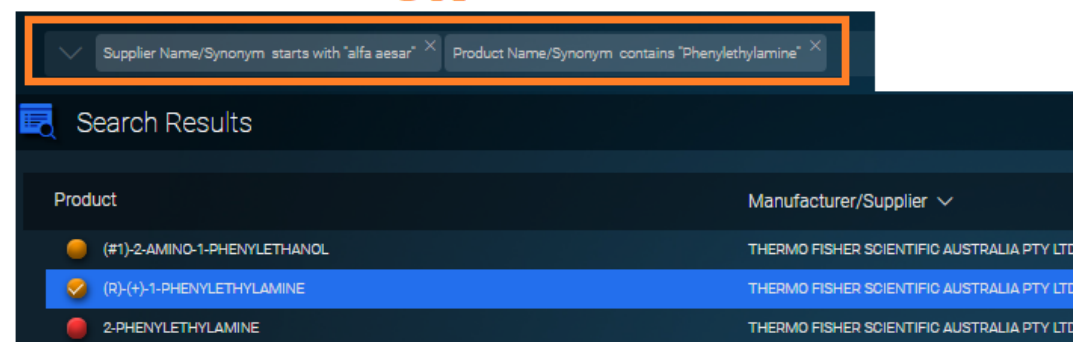 Supplier Name/Synonym starts with "alfa aesar" × Product Name/Synonym contains "Phenylethylamine" ×
Search Results
Product Manufacturer/Supplier
(#1)-2-AMINO-1-PHENYLETHANOL THERMO FISHER SCIENTIFIC AUSTRALIA PTY LTD
(R)-(+)-1-PHENYLETHYLAMINE THERMO FISHER SCIENTIFIC AUSTRALIA PTY LTD
2-PHENYLETHYLAMINE THERMO FISHER SCIENTIFIC AUSTRALIA PTY LTD